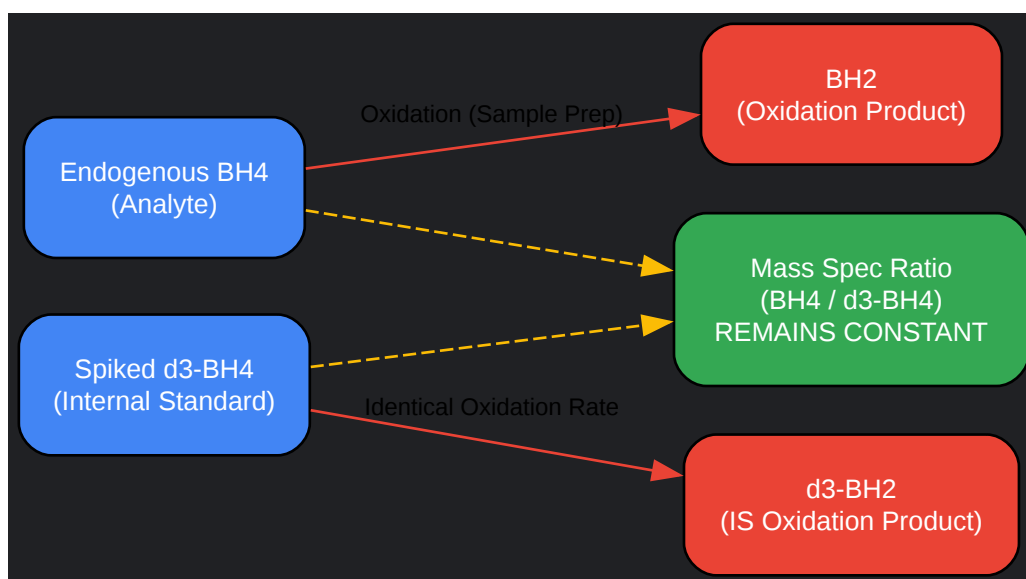 BH2
(Oxidation Product)
Oxidation (Sample Prep)
Endogenous BH4
(Analyte)
Mass Spec Ratio
(BH4 / d3-BH4)
REMAINS CONSTANT
Spiked d3-BH4
(Internal Standard)
Identical Oxidation Rate
d3-BH2
(IS Oxidation Product)